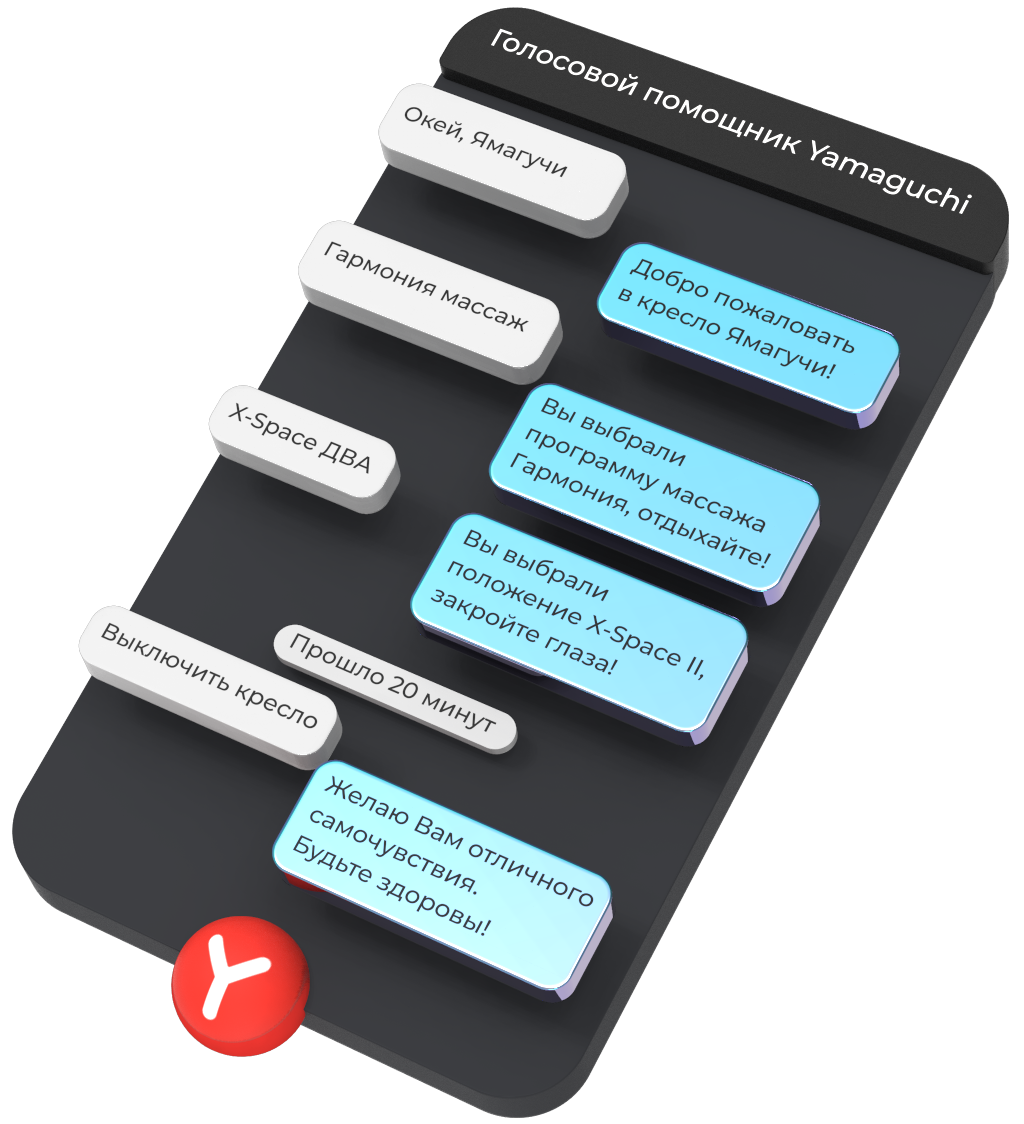 Голосовой помощник Yamaguchi
Окей, Ямагучи
Добро пожаловать
в кресло Ямагучи!
Гармония массаж
Вы выбрали
программу массажа
Гармония, отдыхайте!
X-Space ДВА
Вы выбрали
положение X-Space II,
закройте глаза!
Прошло 20 минут
Выключить кресло
Желаю Вам отличного
самочувствия.
Будьте здоровы!
Y